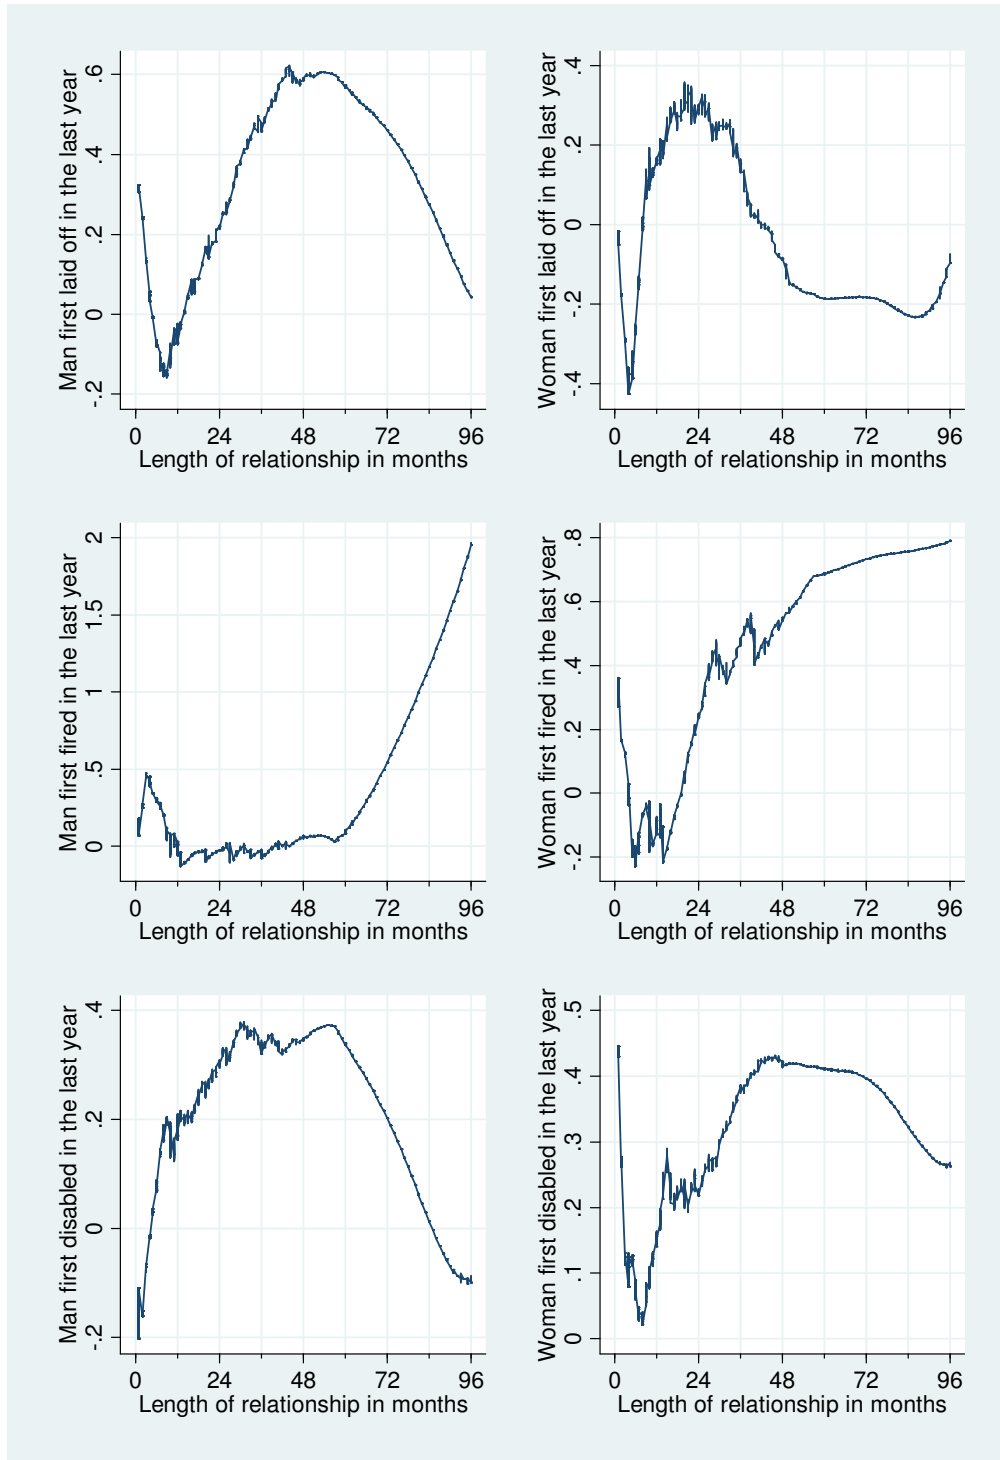 Man first laid off in the last year
.6
.4
.2
0
-.2
0 24 48 72 96
Length of relationship in months
Woman first laid off in the last year
.4
.2
0
-.2
-.4
0 24 48 72 96
Length of relationship in months
Man first fired in the last year
2
1.5
1
.5
0
0 24 48 72 96
Length of relationship in months
Woman first fired in the last year
.8
.6
.4
.2
0
-.2
0 24 48 72 96
Length of relationship in months
Man first disabled in the last year
.4
.2
0
-.2
0 24 48 72 96
Length of relationship in months
Woman first disabled in the last year
.5
.4
.3
.2
.1
0
0 24 48 72 96
Length of relationship in months